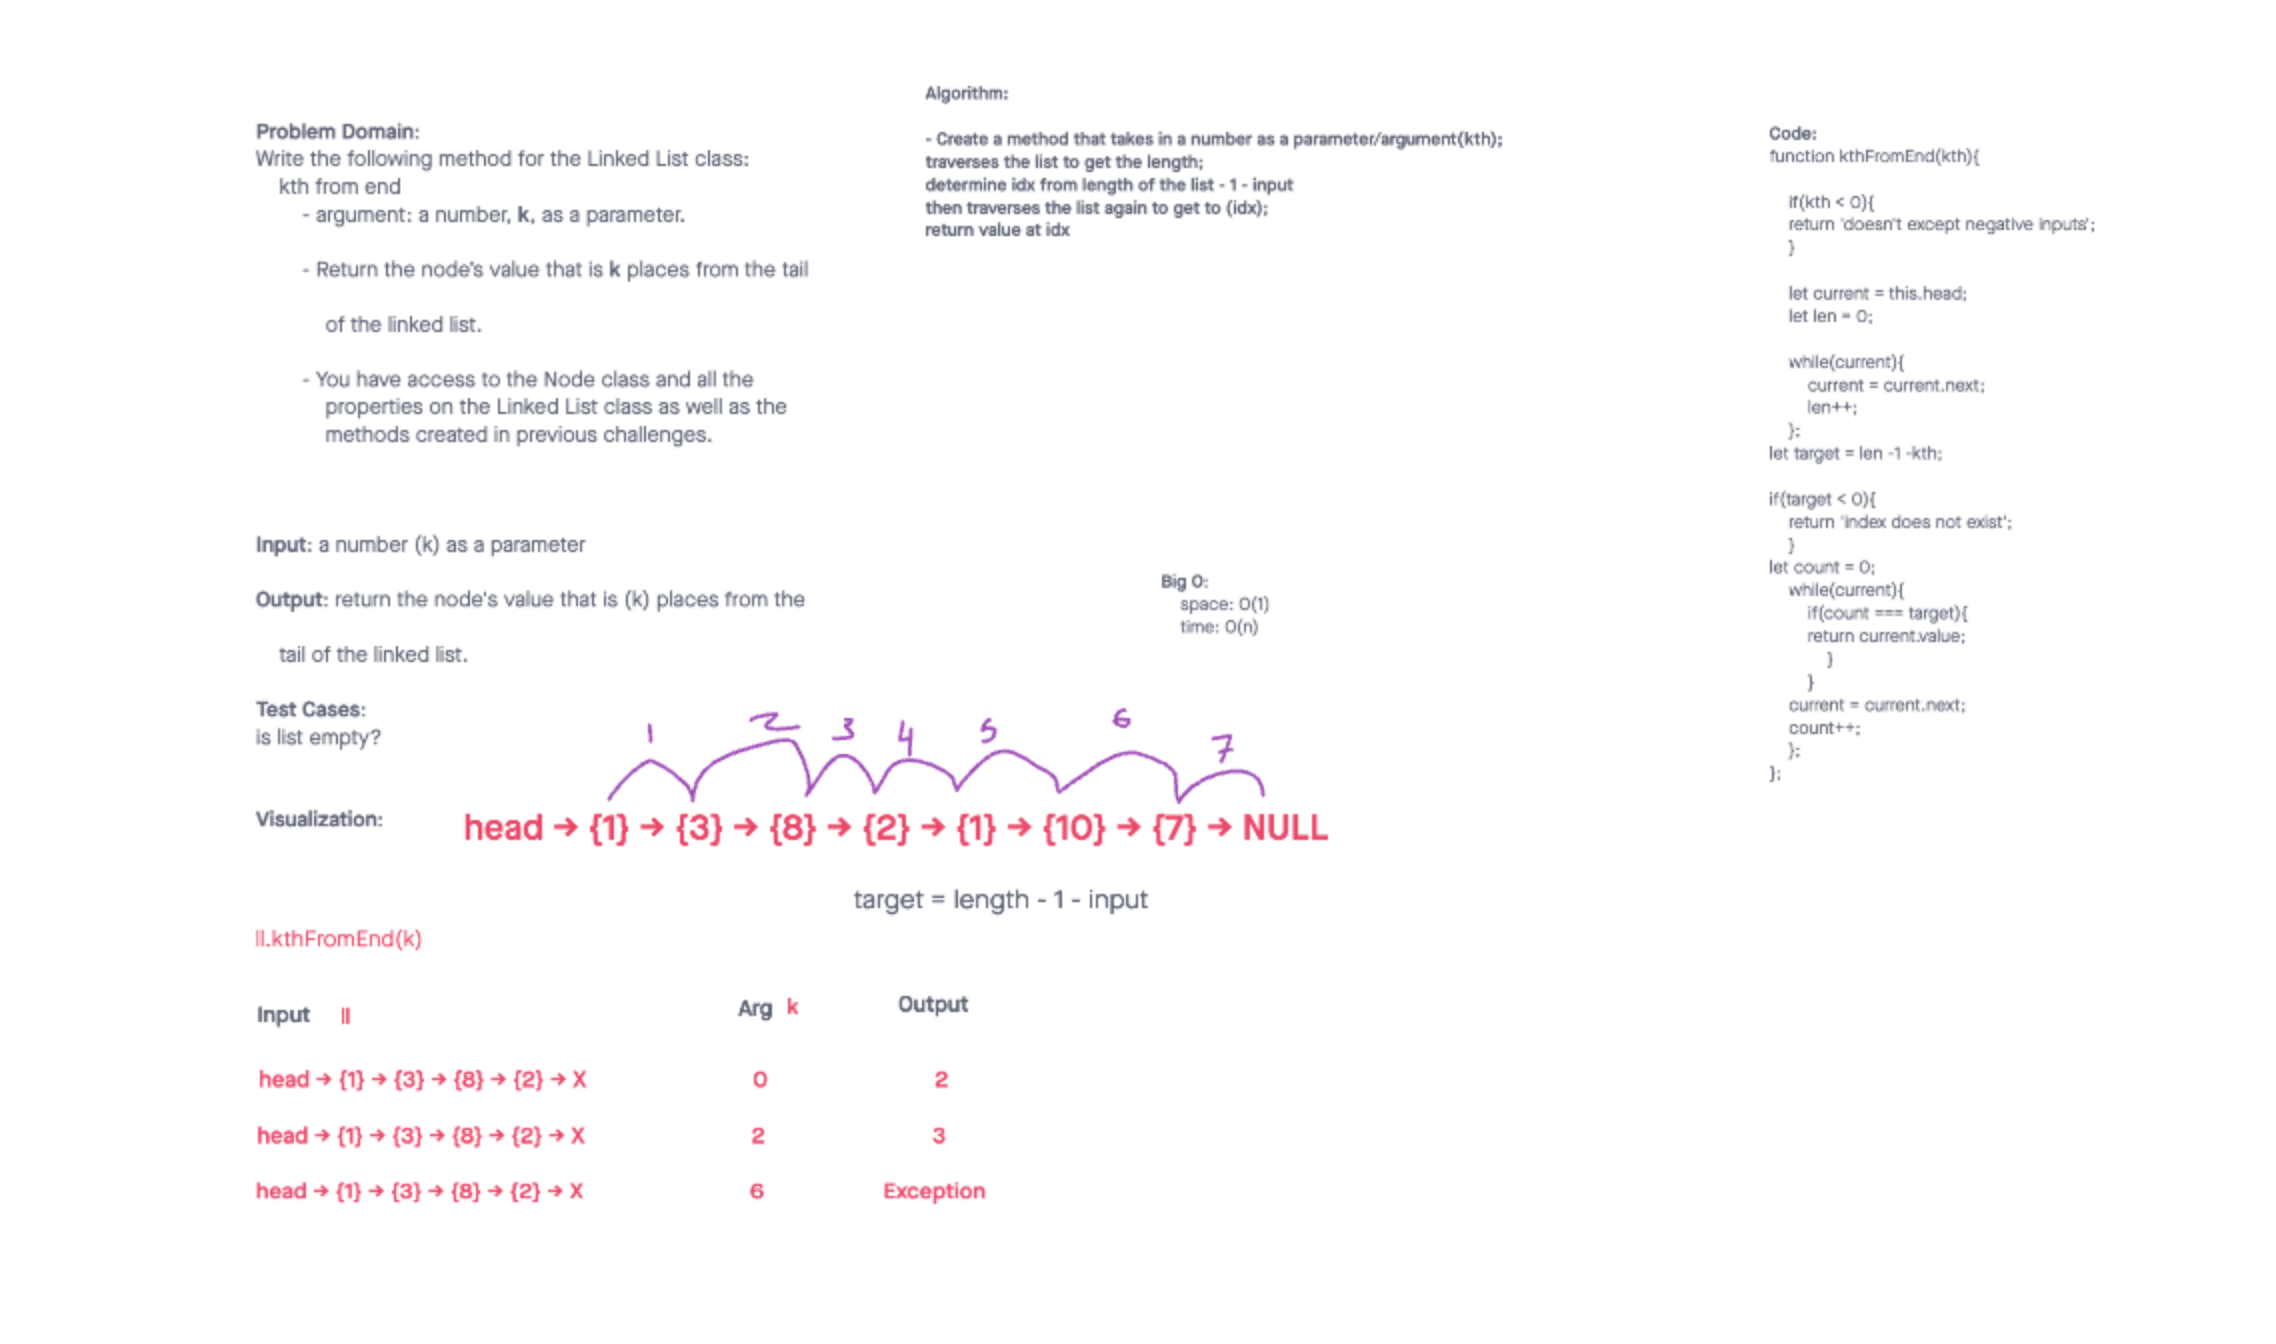 Problem Domain:
Write the following method for the Linked List class:
kth from end
- argument: a number, k, as a parameter.
- Return the node's value that is k places from the tail
of the linked list.
- You have access to the Node class and all the
properties on the Linked List class as well as the
methods created in previous challenges.
Input: a number (k) as a parameter
Output: return the node's value that is (k) places from the
tail of the linked list.
Test Cases:
is list empty?
Algorithm:
- Create a method that takes in a number as a parameter/argument(kth);
traverses the list to get the length;
determine idx from length of the list - 1 - input
then traverses the list again to get to (idx);
return value at idx
Big O:
space: O(1)
time: O(n)
1 2 3 4 5 6 7
Visualization:
head → {1} → {3} → {8} → {2} → {1} → {10} → {7} → NULL
target = length - 1 - input
ll.kthFromEnd(k)
Input ll Arg k Output
head → {1} → {3} → {8} → {2} → X 0 2
head → {1} → {3} → {8} → {2} → X 2 3
head → {1} → {3} → {8} → {2} → X 6 Exception
Code:
function kthFromEnd(kth){
if(kth < 0){
return 'doesn't except negative inputs';
}
let current = this.head;
let len = 0;
while(current){
current = current.next;
len++;
};
let target = len -1 -kth;
if(target < 0){
return 'index does not exist';
}
let count = 0;
while(current){
if(count === target){
return current.value;
}
}
current = current.next;
count++;
};
};